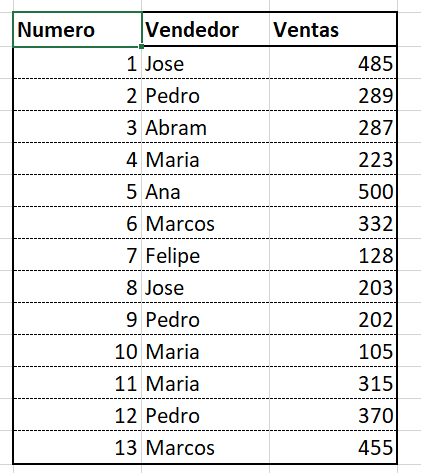 Numero Vendedor Ventas
1 Jose 485
2 Pedro 289
3 Abram 287
4 Maria 223
5 Ana 500
6 Marcos 332
7 Felipe 128
8 Jose 203
9 Pedro 202
10 Maria 105
11 Maria 315
12 Pedro 370
13 Marcos 455